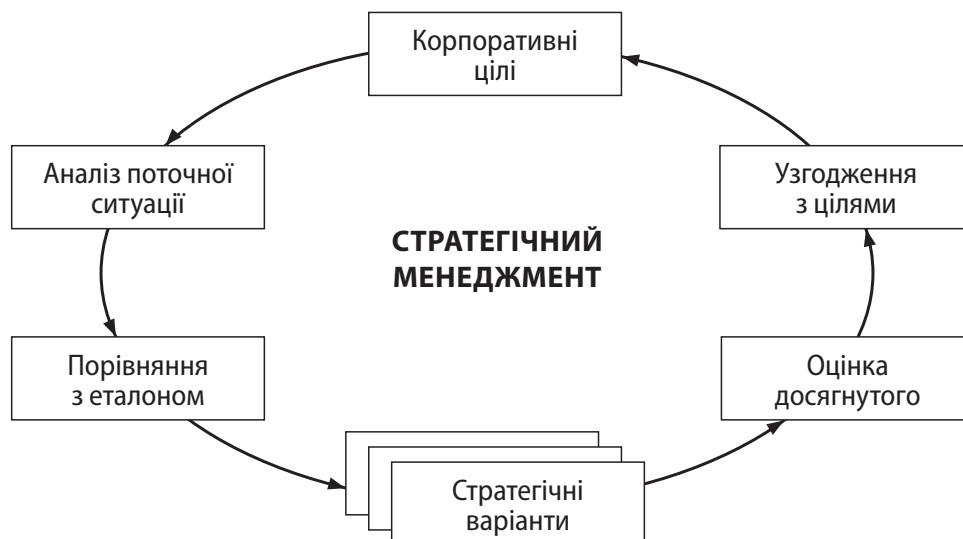 Корпоративні
цілі
Аналіз поточної
ситуації
Узгодження
з цілями
СТРАТЕГІЧНИЙ
МЕНЕДЖМЕНТ
Порівняння
з еталоном
Оцінка
досягнутого
Стратегічні
варіанти